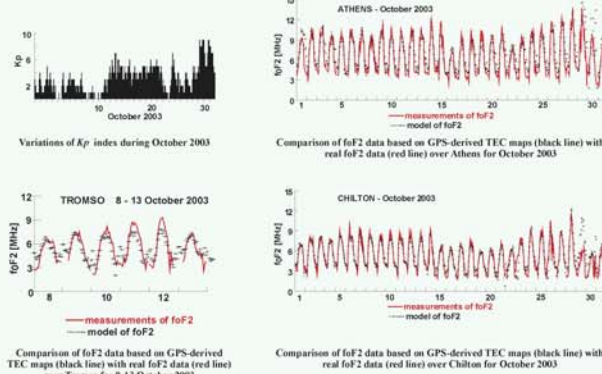 10
6
2
Kp
10
20
30
October 2003
Variations of Kp index during October 2003
ATHENS - October 2003
15
12
9
6
3
0
foF2 [MHz]
1
5
10
15
20
25
30
measurements of foF2
model of foF2
Comparison of foF2 data based on GPS-derived TEC maps (black line) with
real foF2 data (red line) over Athens for October 2003
TROMSO 8 - 13 October 2003
12
9
6
3
0
foF2 [MHz]
8
10
12
measurements of foF2
model of foF2
Comparison of foF2 data based on GPS-derived
TEC maps (black line) with real foF2 data (red line)
CHILTON - October 2003
15
12
9
6
3
0
foF2 [MHz]
1
5
10
15
20
25
30
measurements of foF2
model of foF2
Comparison of foF2 data based on GPS-derived TEC maps (black line) with
real foF2 data (red line) over Chilton for October 2003